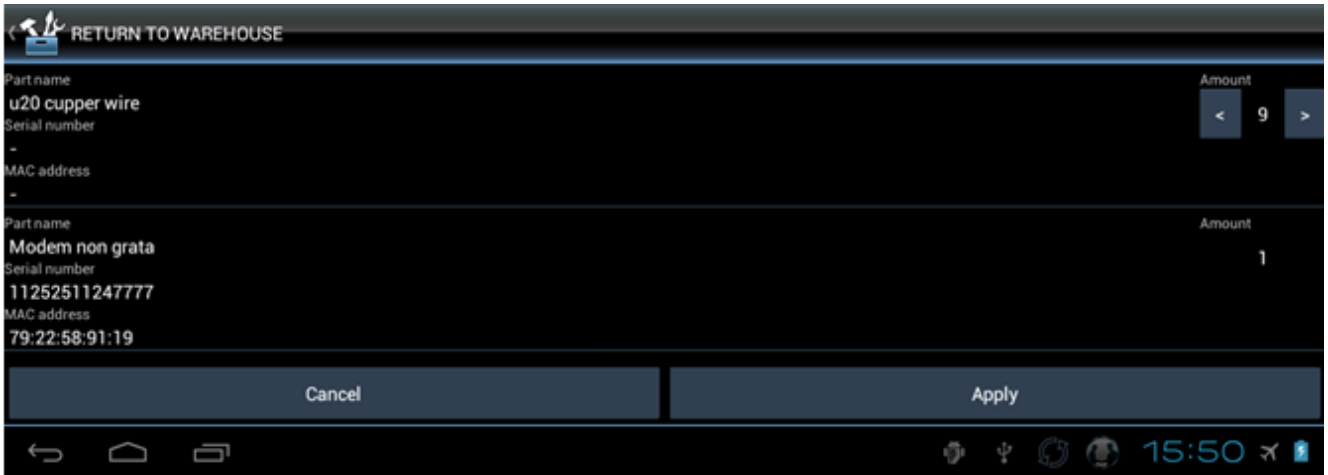 RETURN TO WAREHOUSE
Part name
Amount
u20 cupper wire
< 9 >
Serial number
-
MAC address
-
Part name
Amount
Modem non grata
1
Serial number
11252511247777
MAC address
79:22:58:91:19
Cancel
Apply
15:50